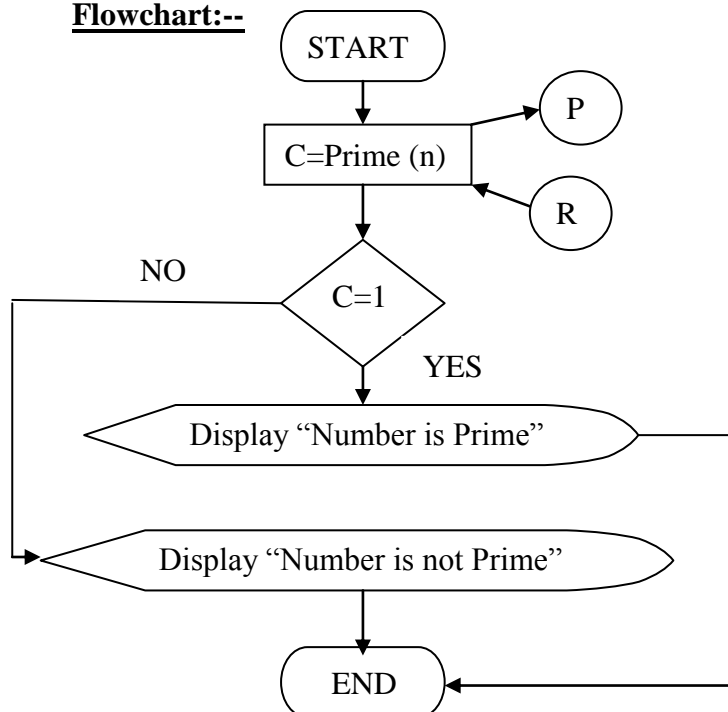 Flowchart:--
START
P
C=Prime (n)
R
NO
C=1
YES
Display “Number is Prime”
Display “Number is not Prime”
END